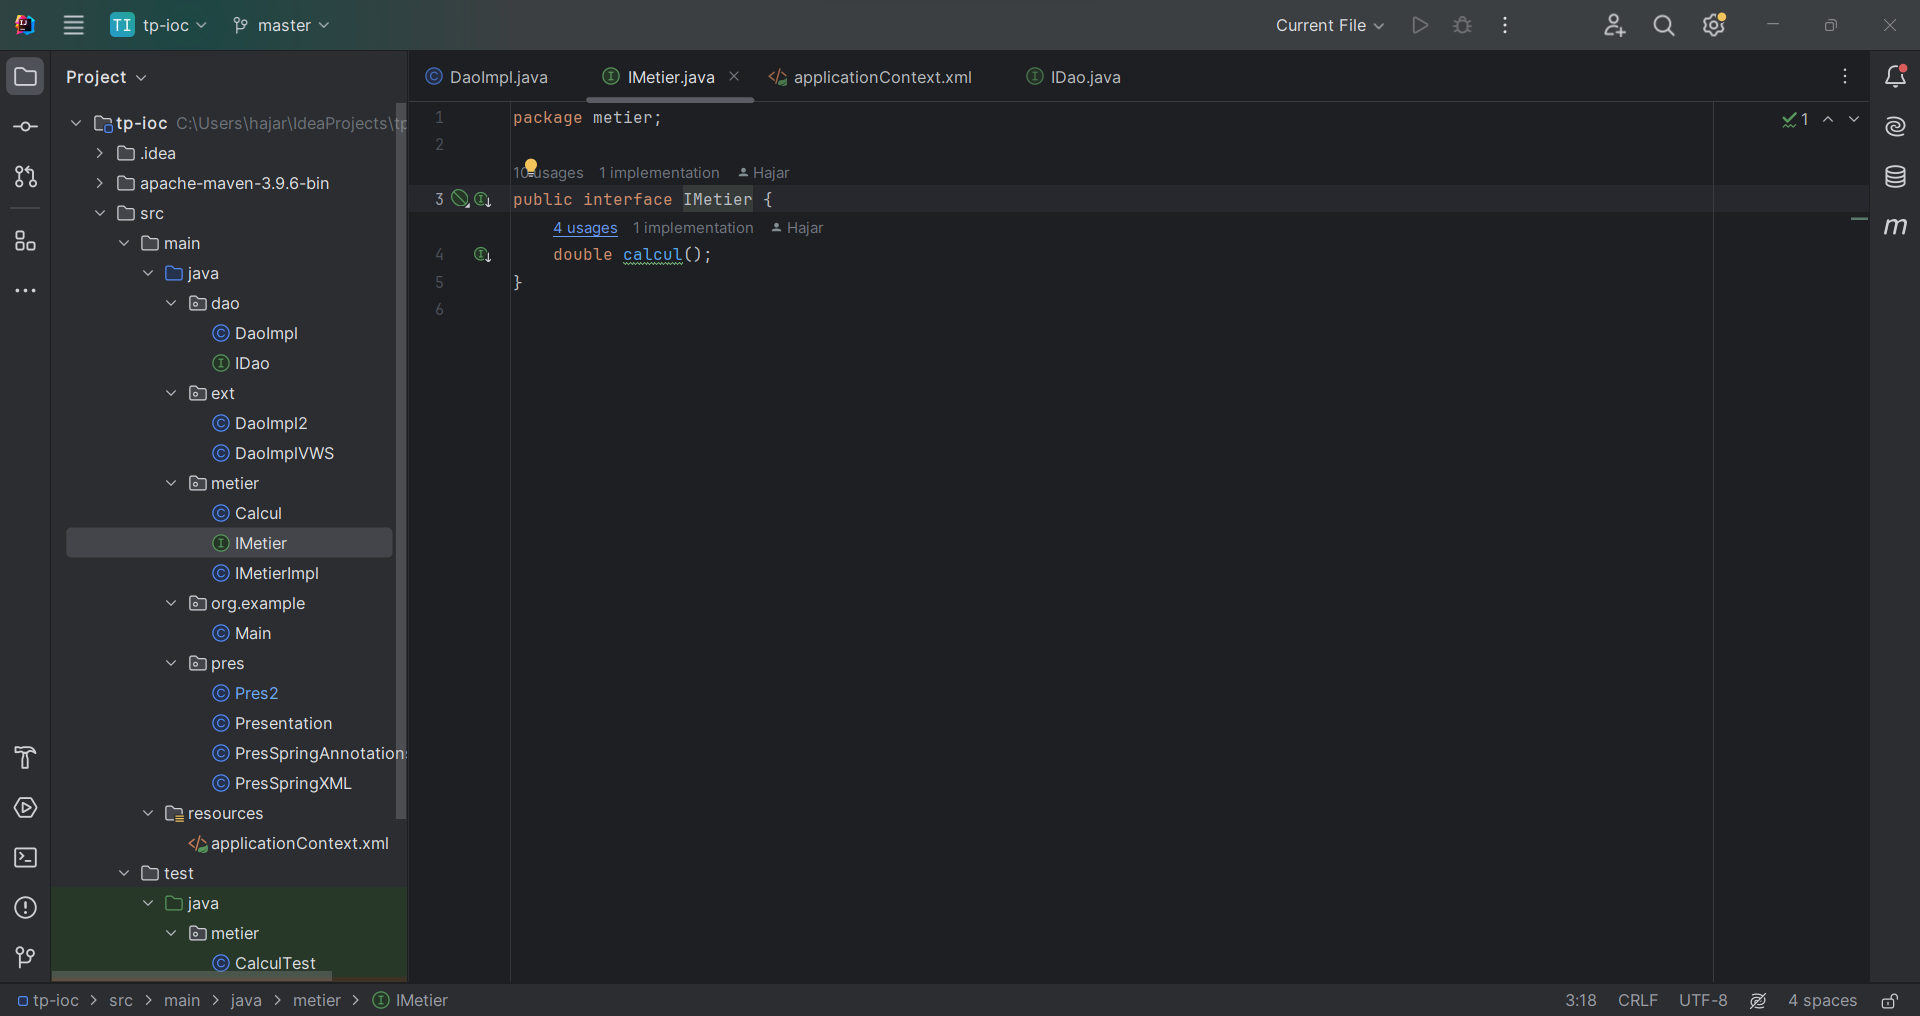 TI tp-ioc master Current File
Project
DaoImpl.java IMetier.java applicationContext.xml IDao.java
tp-ioc C:\Users\hajar\IdeaProjects\tp
.idea
apache-maven-3.9.6-bin
src
main
java
dao
DaoImpl
IDao
ext
DaoImpl2
DaoImplVWS
metier
Calcul
IMetier
IMetierImpl
org.example
Main
pres
Pres2
Presentation
PresSpringAnnotation
PresSpringXML
resources
applicationContext.xml
test
java
metier
CalculTest
1 package metier;
2
10 usages 1 implementation Hajar
3 public interface IMetier {
4 usages 1 implementation Hajar
4 double calcul();
5 }
6
1
m
tp-ioc > src > main > java > metier > IMetier 3:18 CRLF UTF-8 4 spaces